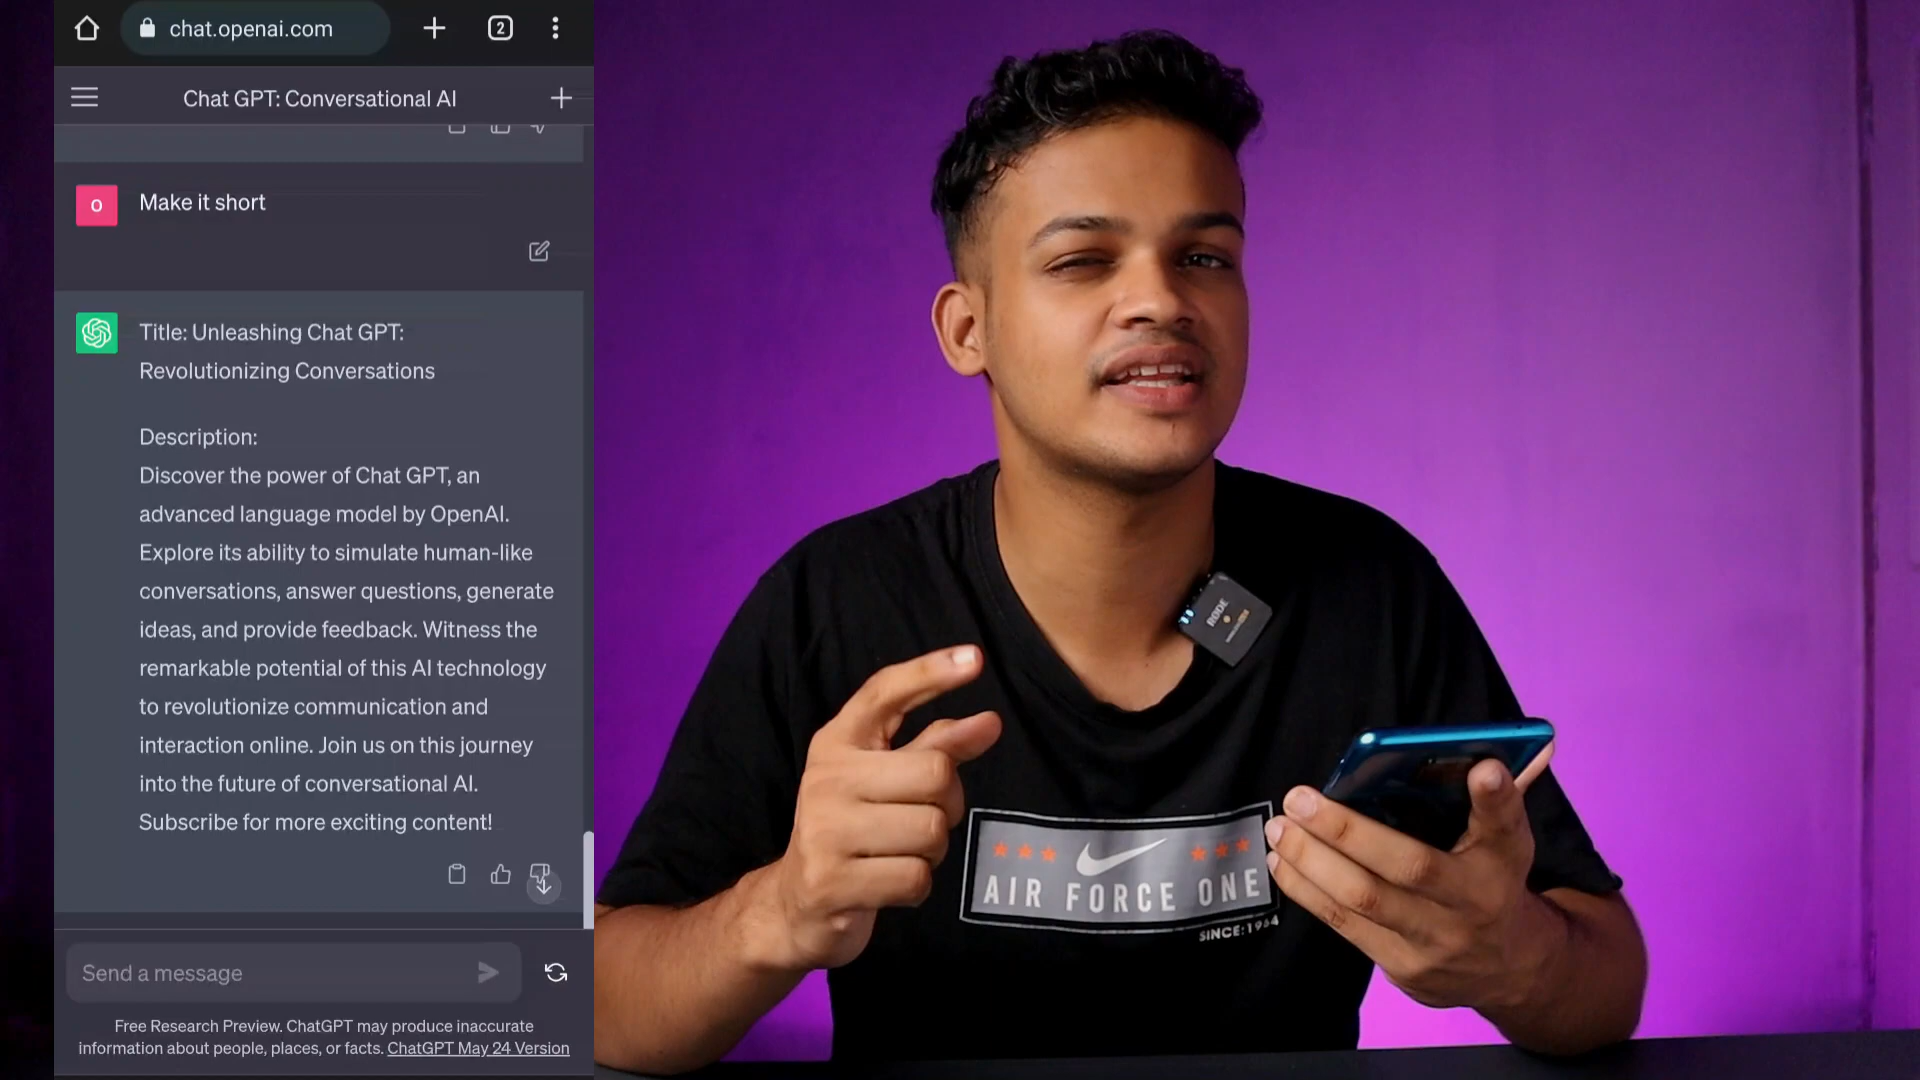 chat.openai.com
2
Chat GPT: Conversational AI
O
Make it short
Title: Unleashing Chat GPT:
Revolutionizing Conversations
Description:
Discover the power of Chat GPT, an
advanced language model by OpenAI.
Explore its ability to simulate human-like
conversations, answer questions, generate
ideas, and provide feedback. Witness the
remarkable potential of this AI technology
to revolutionize communication and
interaction online. Join us on this journey
into the future of conversational AI.
Subscribe for more exciting content!
Send a message
Free Research Preview. ChatGPT may produce inaccurate
information about people, places, or facts. ChatGPT May 24 Version
RODE
AIR FORCE ONE
SINCE:1964